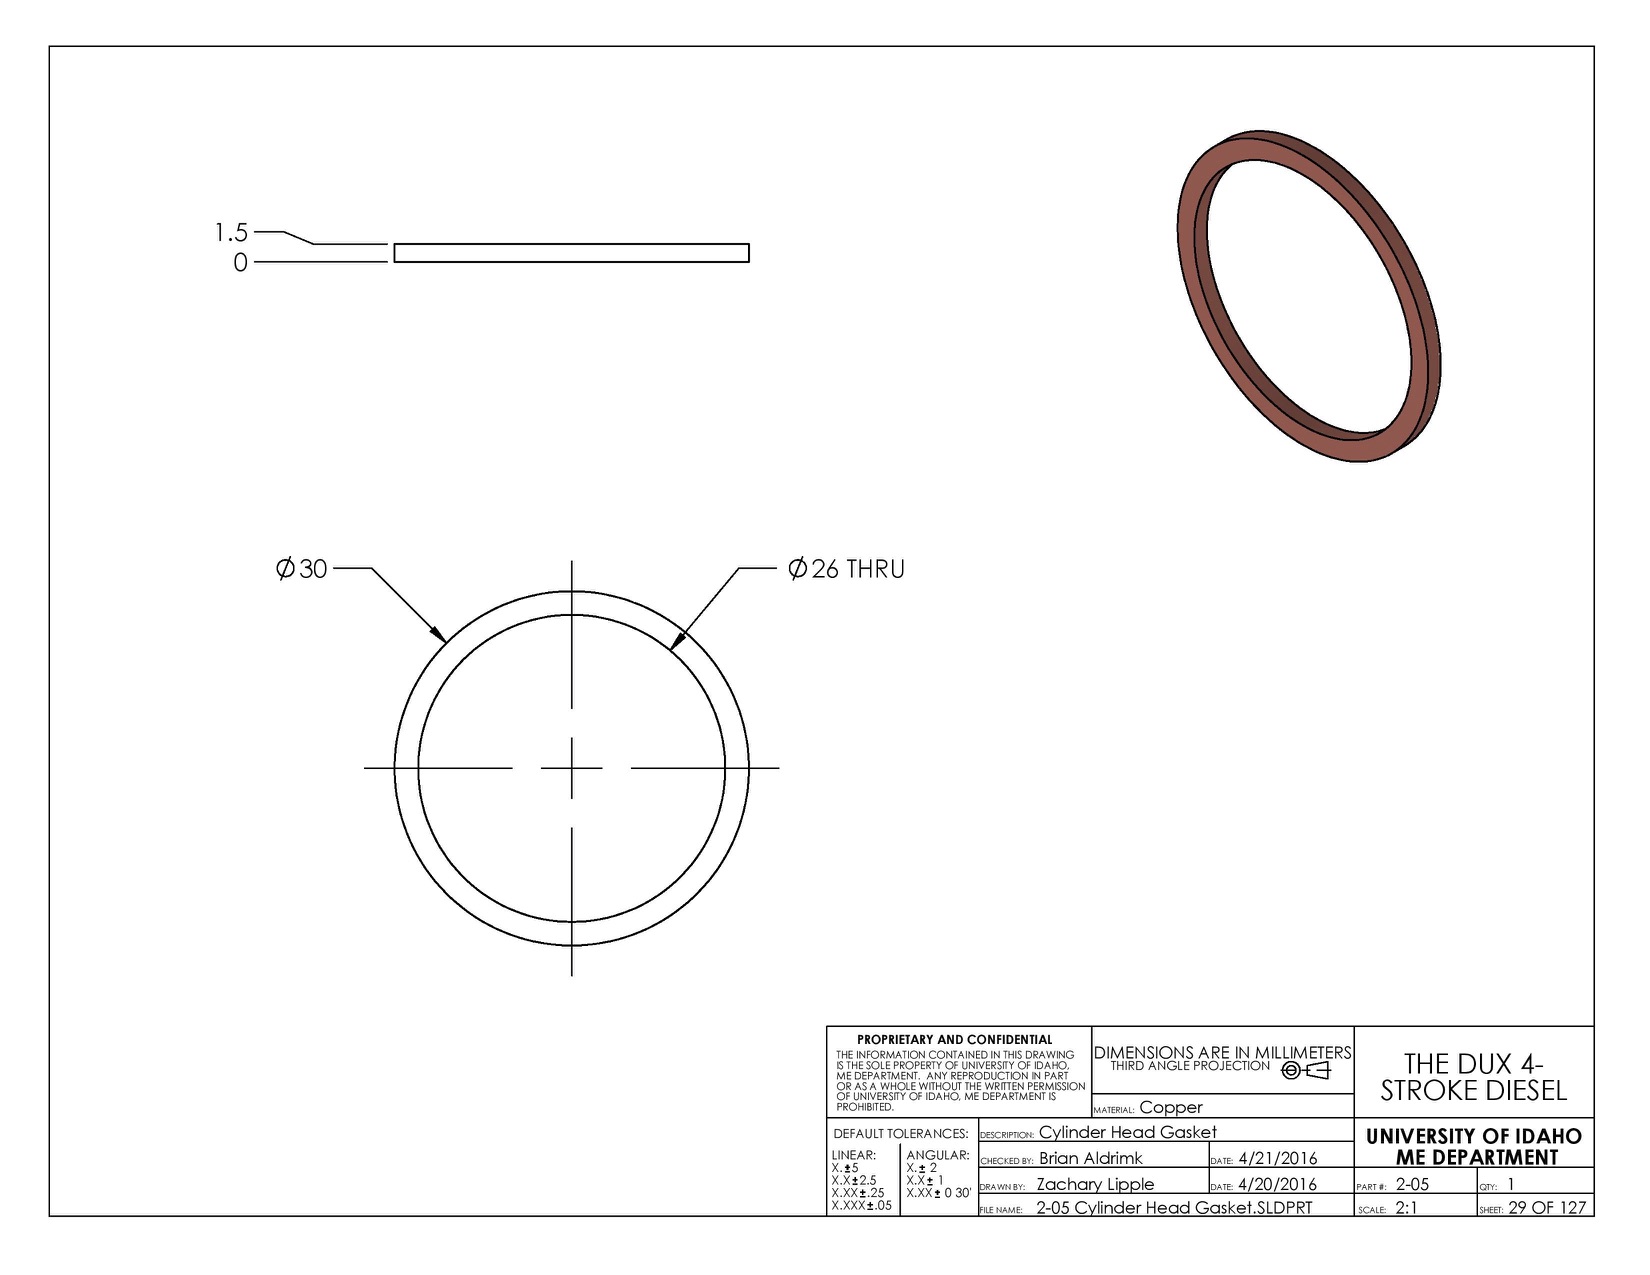 1.5
0
Ø30
Ø26 THRU
PROPRIETARY AND CONFIDENTIAL
THE INFORMATION CONTAINED IN THIS DRAWING
IS THE SOLE PROPERTY OF UNIVERSITY OF IDAHO,
ME DEPARTMENT. ANY REPRODUCTION IN PART
OR AS A WHOLE WITHOUT THE WRITTEN PERMISSION
OF UNIVERSITY OF IDAHO, ME DEPARTMENT IS
PROHIBITED.
DIMENSIONS ARE IN MILLIMETERS
THIRD ANGLE PROJECTION
MATERIAL: Copper
THE DUX 4-
STROKE DIESEL
DEFAULT TOLERANCES:
LINEAR:
X.±5
X.X±2.5
X.XX±.25
X.XXX±.05
ANGULAR:
X.± 2
X.X± 1
X.XX± 0 30'
DESCRIPTION: Cylinder Head Gasket
CHECKED BY: Brian Aldrimk
DATE: 4/21/2016
DRAWN BY: Zachary Lipple
DATE: 4/20/2016
FILE NAME: 2-05 Cylinder Head Gasket.SLDPRT
UNIVERSITY OF IDAHO
ME DEPARTMENT
PART #: 2-05
QTY: 1
SCALE: 2:1
SHEET: 29 OF 127